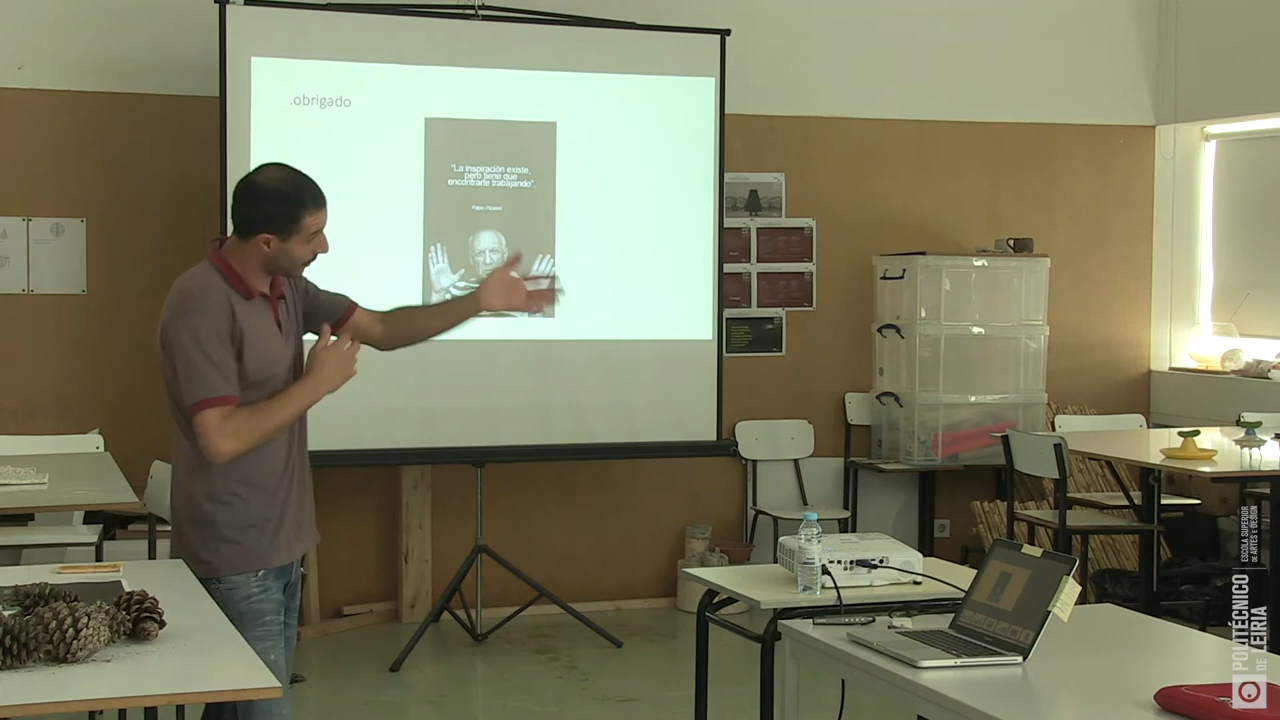 .obrigado
"La inspiración existe,
pero tiene que
encontrarte trabajando".
Pablo Picasso
POLITÉCNICO
DE LEIRIA
ESCOLA SUPERIOR
DE ARTES E DESIGN